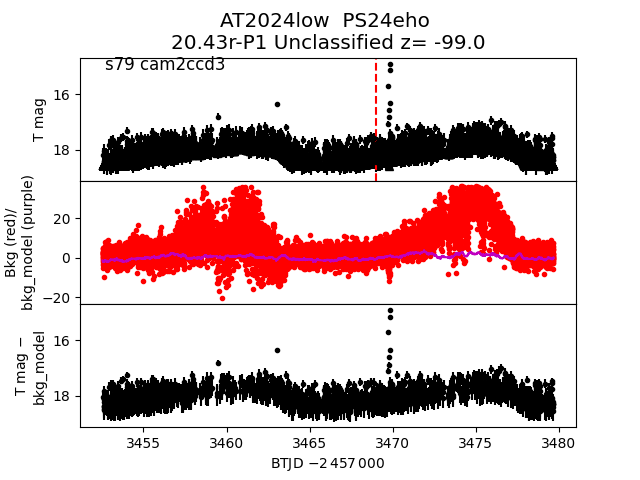 AT2024low  PS24eho
20.43r-P1 Unclassified z= -99.0
s79 cam2ccd3
T mag
16
18
Bkg (red)/
bkg_model (purple)
20
0
−20
T mag −
bkg_model
16
18
3455
3460
3465
3470
3475
3480
BTJD −2 457 000